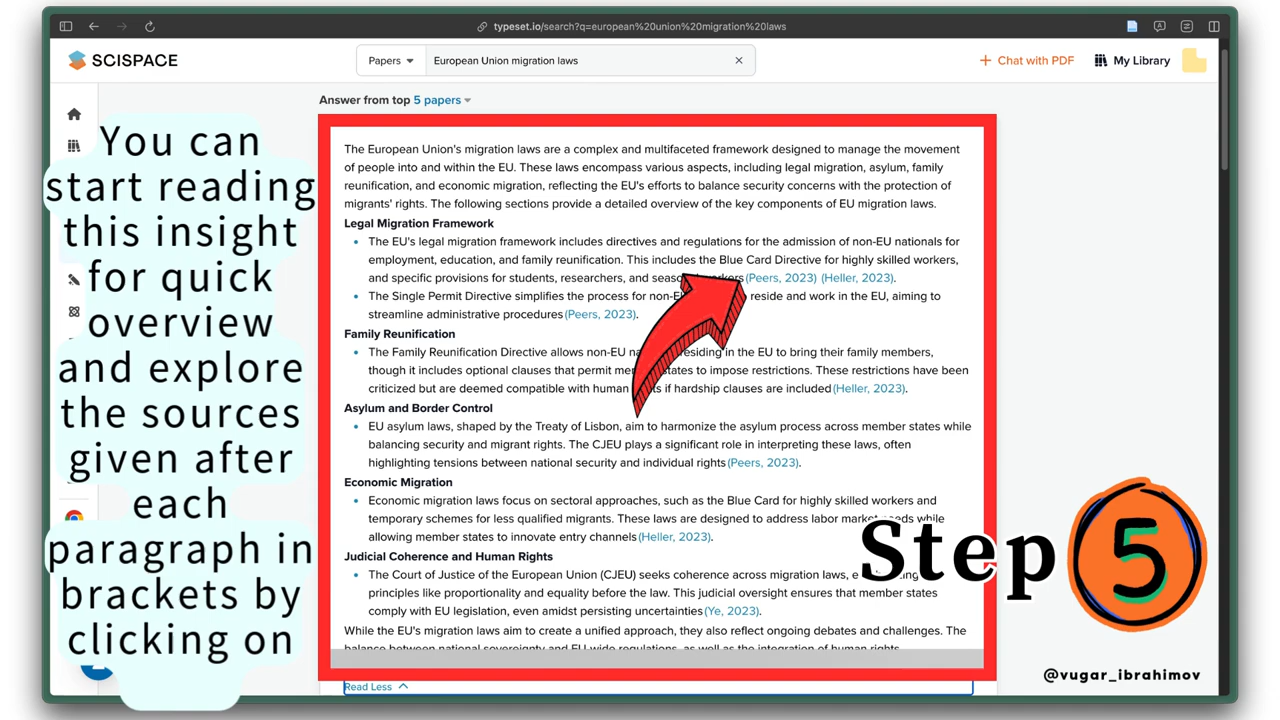 typeset.io/search?q=european%20union%20migration%20laws
SCISPACE
Papers
European Union migration laws
Chat with PDF
My Library
Answer from top 5 papers
You can
start reading
this insight
for quick
overview
and explore
the sources
given after
each
paragraph in
brackets by
clicking on
The European Union's migration laws are a complex and multifaceted framework designed to manage the movement
of people into and within the EU. These laws encompass various aspects, including legal migration, asylum, family
reunification, and economic migration, reflecting the EU's efforts to balance security concerns with the protection of
migrants' rights. The following sections provide a detailed overview of the key components of EU migration laws.
Legal Migration Framework
• The EU's legal migration framework includes directives and regulations for the admission of non-EU nationals for
employment, education, and family reunification. This includes the Blue Card Directive for highly skilled workers,
and specific provisions for students, researchers, and seasonal workers (Peers, 2023) (Heller, 2023).
• The Single Permit Directive simplifies the process for non-E reside and work in the EU, aiming to
streamline administrative procedures (Peers, 2023).
Family Reunification
• The Family Reunification Directive allows non-EU na residing in the EU to bring their family members,
though it includes optional clauses that permit me states to impose restrictions. These restrictions have been
criticized but are deemed compatible with human ts if hardship clauses are included (Heller, 2023).
Asylum and Border Control
• EU asylum laws, shaped by the Treaty of Lisbon, aim to harmonize the asylum process across member states while
balancing security and migrant rights. The CJEU plays a significant role in interpreting these laws, often
highlighting tensions between national security and individual rights (Peers, 2023).
Economic Migration
• Economic migration laws focus on sectoral approaches, such as the Blue Card for highly skilled workers and
temporary schemes for less qualified migrants. These laws are designed to address labor market needs while
allowing member states to innovate entry channels (Heller, 2023).
Judicial Coherence and Human Rights
• The Court of Justice of the European Union (CJEU) seeks coherence across migration laws, e
principles like proportionality and equality before the law. This judicial oversight ensures that member states
comply with EU legislation, even amidst persisting uncertainties (Ye, 2023).
While the EU's migration laws aim to create a unified approach, they also reflect ongoing debates and challenges. The
balance between national sovereignty and EU-wide regulations, as well as the integration of human rights
Read Less
Step 5
@vugar_ibrahimov